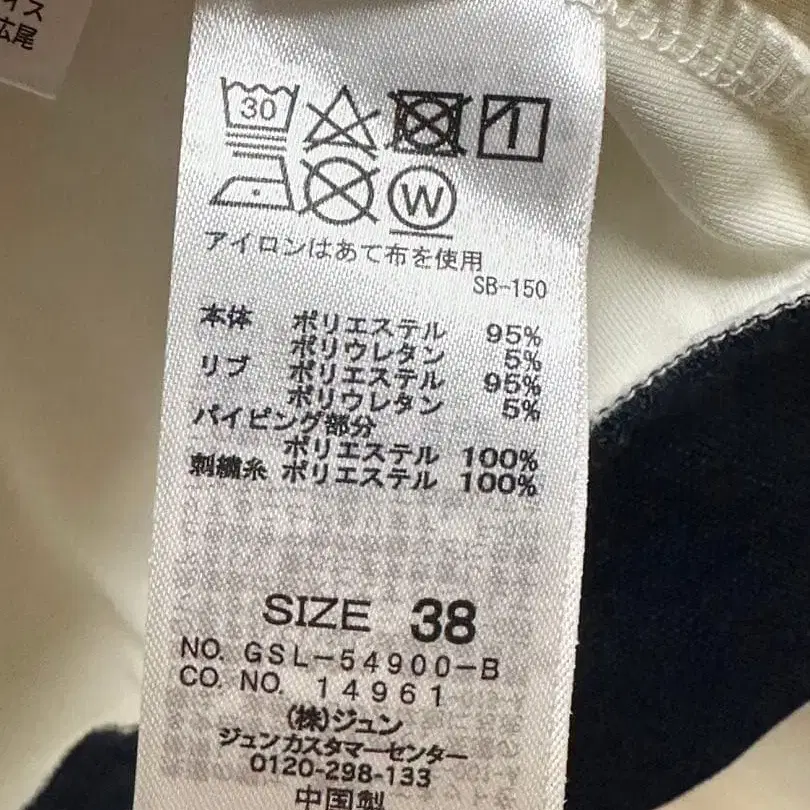 イス
広尾
30
W
アイロンはあて布を使用
SB-150
本体 ポリエステル 95%
ポリウレタン 5%
リブ ポリエステル 95%
ポリウレタン 5%
パイピング部分
ポリエステル 100%
刺繍糸 ポリエステル 100%
SIZE 38
NO. GSL-54900-B
CO. NO. 14961
(株)ジュン
ジュンカスタマーセンター
0120-298-133
中国製